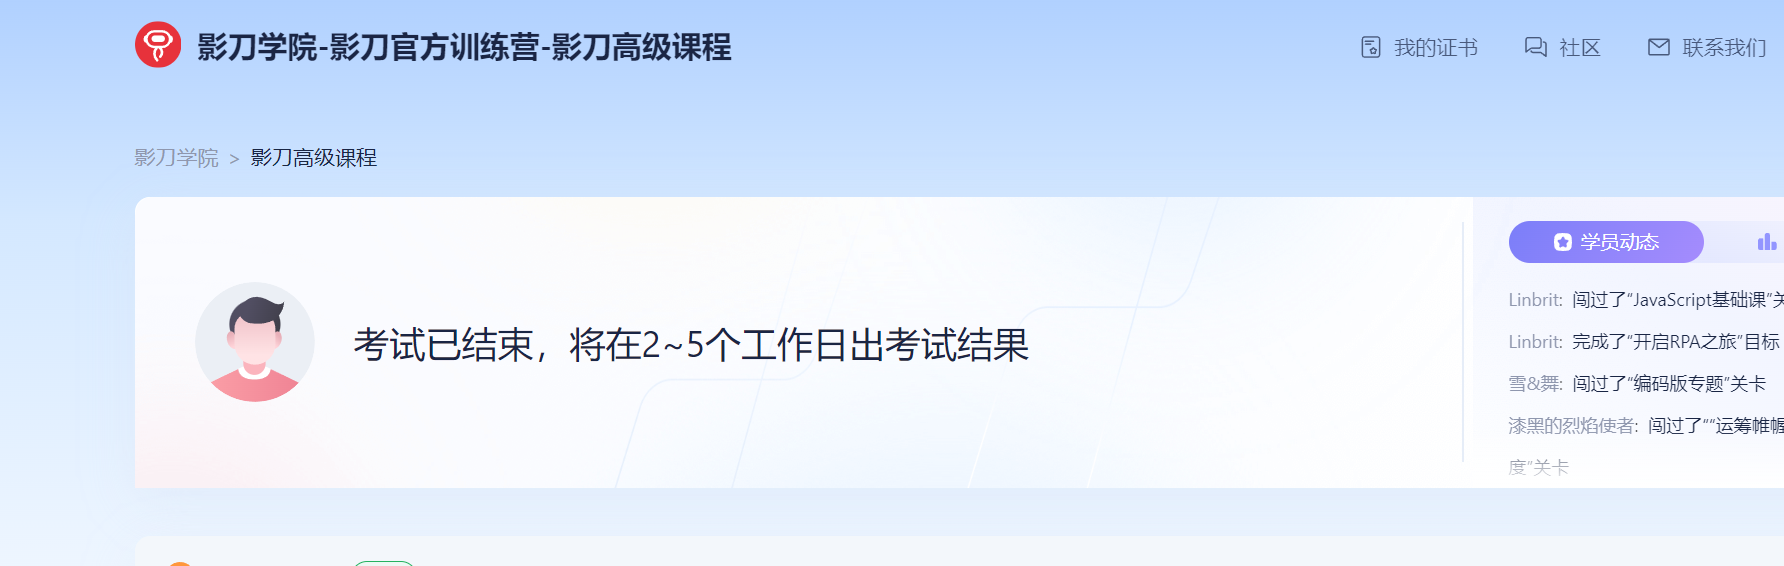 影刀学院-影刀官方训练营-影刀高级课程
我的证书 社区 联系我们
影刀学院 > 影刀高级课程
考试已结束，将在2~5个工作日出考试结果
学员动态
Linbrit: 闯过了"JavaScript基础课"
Linbrit: 完成了"开启RPA之旅"目标
雪&舞: 闯过了"编码版专题"关卡
漆黑的烈焰使者: 闯过了""运筹帷幄
度"关卡